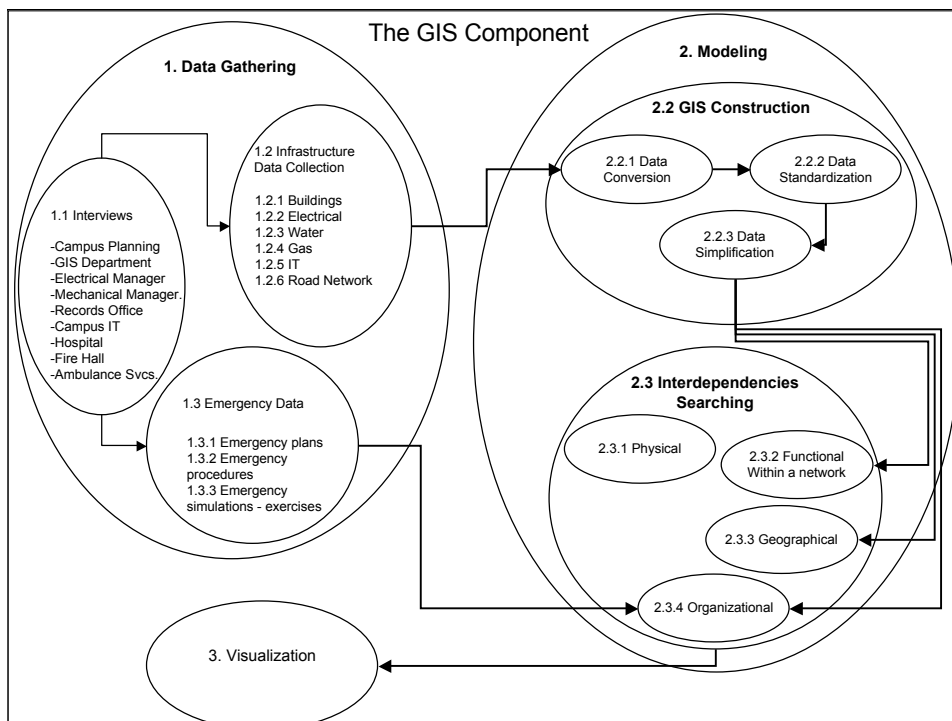 The GIS Component
1. Data Gathering
1.1 Interviews
-Campus Planning
-GIS Department
-Electrical Manager
-Mechanical Manager.
-Records Office
-Campus IT
-Hospital
-Fire Hall
-Ambulance Svcs.
1.2 Infrastructure
Data Collection
1.2.1 Buildings
1.2.2 Electrical
1.2.3 Water
1.2.4 Gas
1.2.5 IT
1.2.6 Road Network
1.3 Emergency Data
1.3.1 Emergency plans
1.3.2 Emergency
procedures
1.3.3 Emergency
simulations - exercises
2. Modeling
2.2 GIS Construction
2.2.1 Data
Conversion
2.2.2 Data
Standardization
2.2.3 Data
Simplification
2.3 Interdependencies
Searching
2.3.1 Physical
2.3.2 Functional
Within a network
2.3.3 Geographical
2.3.4 Organizational
3. Visualization